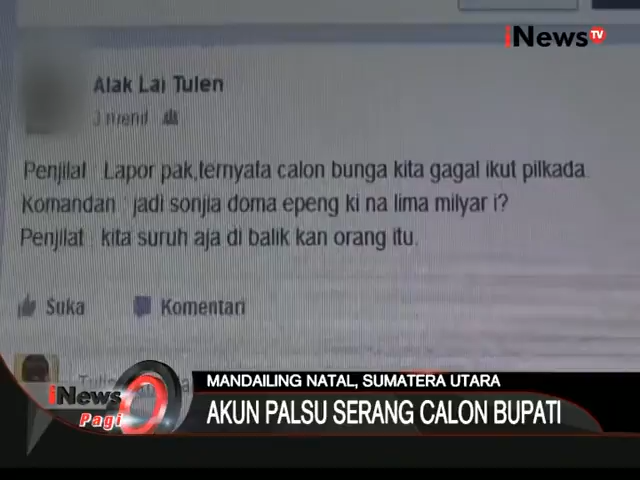 iNews TV
Alak Lai Tulen
Penjilat : Lapor pak,ternyata calon bunga kita gagal ikut pilkada.
Komandan : jadi sonjia doma epeng ki na lima milyar i?
Penjilat : kita suruh aja di balik kan orang itu.
Suka Komentari
iNews
Pagi
MANDAILING NATAL, SUMATERA UTARA
AKUN PALSU SERANG CALON BUPATI